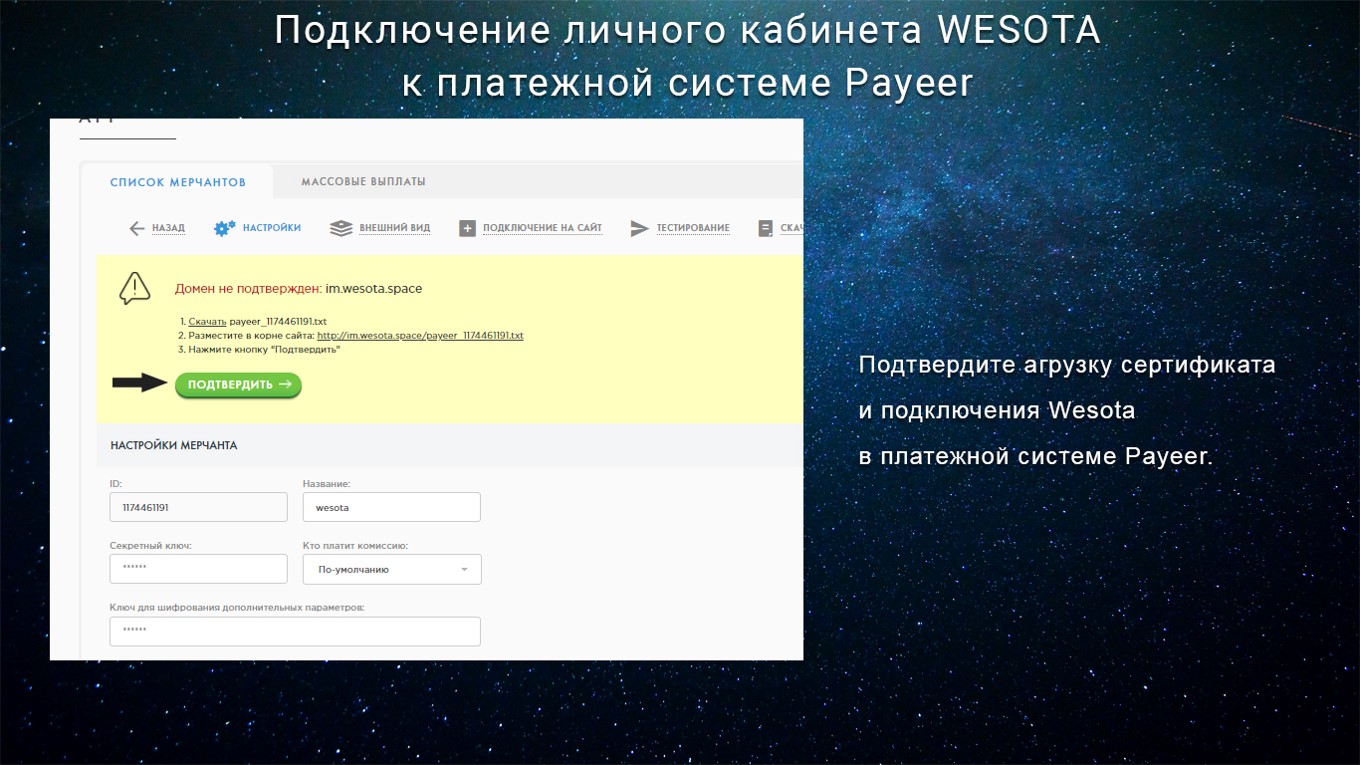 Подключение личного кабинета WESOTA
к платежной системе Payeer
СПИСОК МЕРЧАНТОВ
МАССОВЫЕ ВЫПЛАТЫ
НАЗАД
НАСТРОЙКИ
ВНЕШНИЙ ВИД
ПОДКЛЮЧЕНИЕ НА САЙТ
ТЕСТИРОВАНИЕ
Домен не подтвержден: im.wesota.space
1. Скачать payeer_1174461191.txt
2. Разместите в корне сайта: http://im.wesota.space/payeer_1174461191.txt
3. Нажмите кнопку "Подтвердить"
ПОДТВЕРДИТЬ
Подтвердите агрузку сертификата
и подключения Wesota
в платежной системе Payeer.
НАСТРОЙКИ МЕРЧАНТА
ID:
Название:
1174461191
wesota
Секретный ключ:
Кто платит комиссию:
******
По-умолчанию
Ключ для шифрования дополнительных параметров:
******